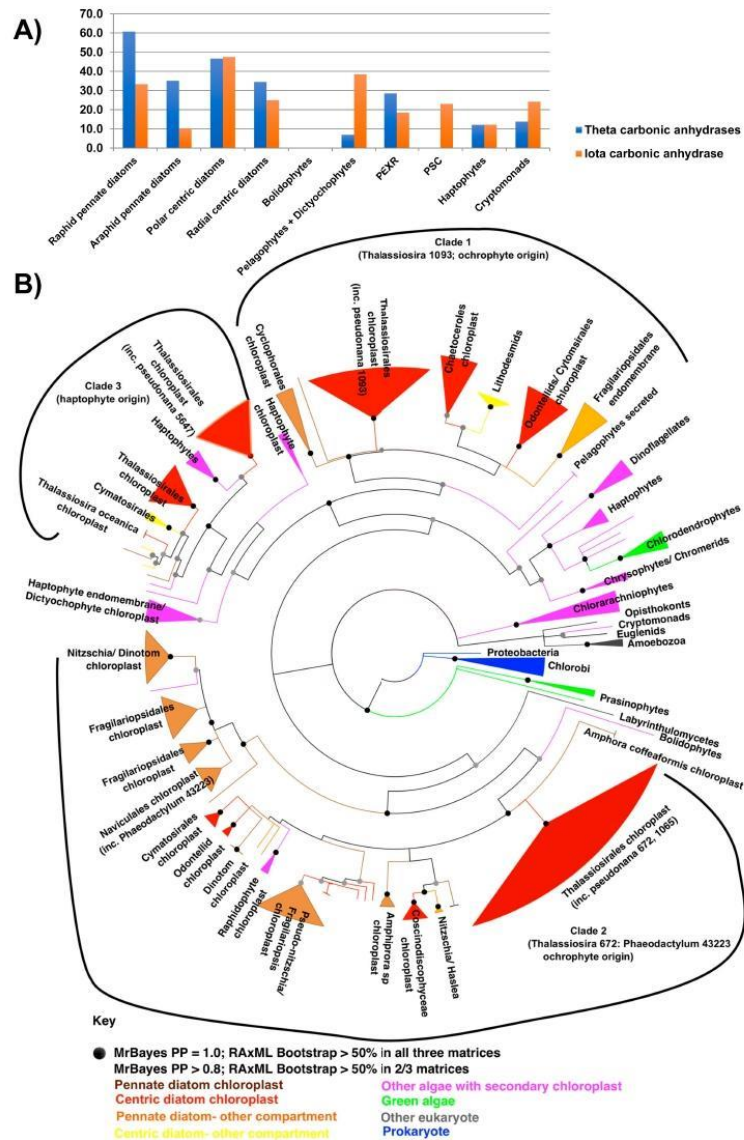 A)
70.0
60.0
50.0
40.0
30.0
20.0
10.0
0.0
Raphid pennate diatoms
Araphid pennate diatoms
Polar centric diatoms
Radial centric diatoms
Bolidophytes
Pelagophytes + Dictyochophytes
PEXR
PSC
Haptophytes
Cryptomonads
Theta carbonic anhydrases
Iota carbonic anhydrase
B)
Clade 1
(Thalassiosira 1093; ochrophyte origin)
Cyclophorales
chloroplast
Haptophyte
chloroplast
Thalassiosirales
chloroplast
(inc. pseudonana 1093)
Chaetoceroles
chloroplast
Lithodesmids
Odontellids/ Cytomsirales
chloroplast
Fragilariopsidales
endomembrane
Pelagophytes secreted
Dinoflagellates
Haptophytes
Chlorodendrophytes
Chrysophytes/ Chromerids
Chlorarachniophytes
Opisthokonts
Cryptomonads
Euglenids
Amoebozoa
Proteobacteria
Chlorobi
Prasinophytes
Labyrinthulomycetes
Bolidophytes
Amphora coffeaformis chloroplast
Thalassiosirales chloroplast
(inc. pseudonana 672, 1065)
Clade 2
(Thalassiosira 672: Phaeodactylum 43223
ochrophyte origin)
Nitzschia/ Haslea
Coscinodiscophyceae
chloroplast
Amphiprora sp
chloroplast
Pseudo-nitzschia/
Fragilariopsis
chloroplast
Raphidophyte
chloroplast
Dinotom
chloroplast
Odontellid
chloroplast
Cymatosirales
chloroplast
Naviculales chloroplast
(inc. Phaeodactylum 43223)
Fragilariopsidales
chloroplast
Fragilariopsidales
chloroplast
Nitzschia/ Dinotom
chloroplast
Haptophyte endomembrane/
Dictyochophyte chloroplast
Thalassiosira oceanica
chloroplast
Cymatosirales
Thalassiosirales
chloroplast
Haptophytes
Thalassiosirales
chloroplast
(inc. pseudonana 5647)
Clade 3
(haptophyte origin)
Key
MrBayes PP = 1.0; RAxML Bootstrap > 50% in all three matrices
MrBayes PP > 0.8; RAxML Bootstrap > 50% in 2/3 matrices
Pennate diatom chloroplast
Centric diatom chloroplast
Pennate diatom- other compartment
Centric diatom- other compartment
Other algae with secondary chloroplast
Green algae
Other eukaryote
Prokaryote